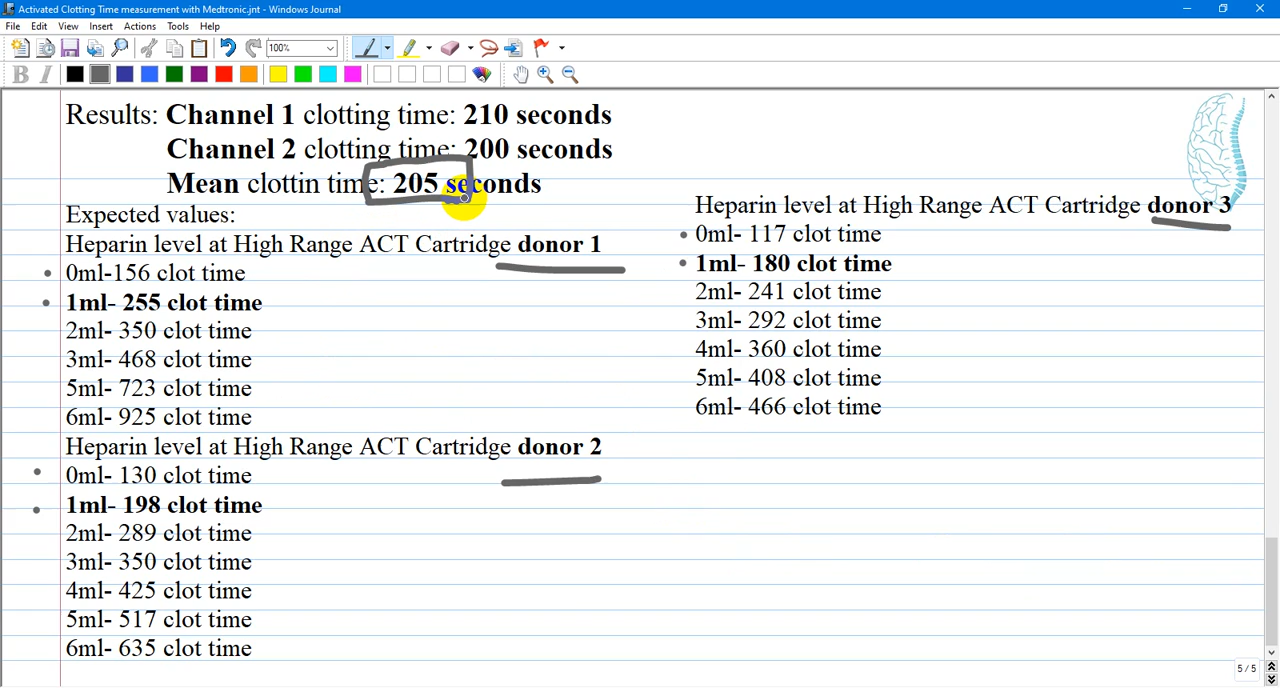 Activated Clotting Time measurement with Medtronic.jnt - Windows Journal
File Edit View Insert Actions Tools Help
100%
B I
Results: Channel 1 clotting time: 210 seconds
Channel 2 clotting time: 200 seconds
Mean clottin time: 205 seconds
Expected values:
Heparin level at High Range ACT Cartridge donor 1
0ml-156 clot time
1ml- 255 clot time
2ml- 350 clot time
3ml- 468 clot time
5ml- 723 clot time
6ml- 925 clot time
Heparin level at High Range ACT Cartridge donor 2
0ml- 130 clot time
1ml- 198 clot time
2ml- 289 clot time
3ml- 350 clot time
4ml- 425 clot time
5ml- 517 clot time
6ml- 635 clot time
Heparin level at High Range ACT Cartridge donor 3
0ml- 117 clot time
1ml- 180 clot time
2ml- 241 clot time
3ml- 292 clot time
4ml- 360 clot time
5ml- 408 clot time
6ml- 466 clot time
5 / 5